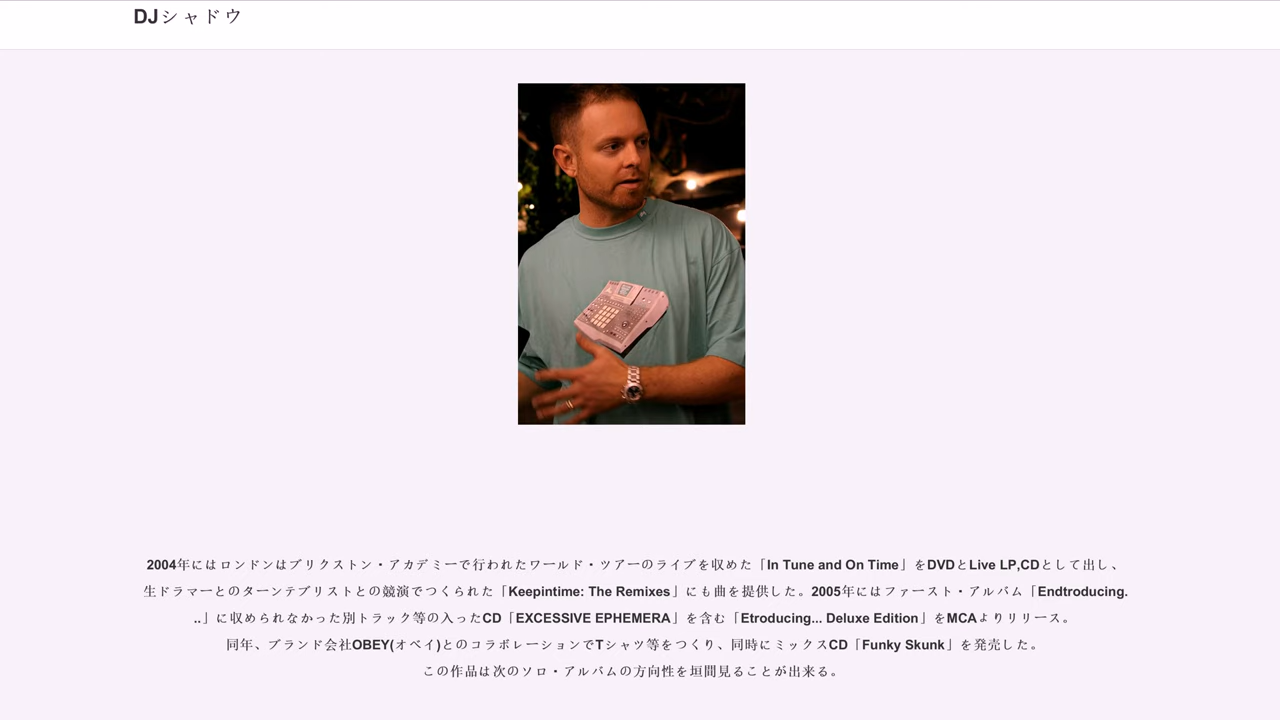 DJシャドウ
2004年にはロンドンはブリクストン・アカデミーで行われたワールド・ツアーのライブを収めた「In Tune and On Time」をDVDとLive LP,CDとして出し、
生ドラマーとのターンテブリストとの競演でつくられた「Keepintime: The Remixes」にも曲を提供した。2005年にはファースト・アルバム「Endtroducing.
..」に収められなかった別トラック等の入ったCD「EXCESSIVE EPHEMERA」を含む「Etroducing... Deluxe Edition」をMCAよりリリース。
同年、ブランド会社OBEY(オベイ)とのコラボレーションでTシャツ等をつくり、同時にミックスCD「Funky Skunk」を発売した。
この作品は次のソロ・アルバムの方向性を垣間見ることが出来る。